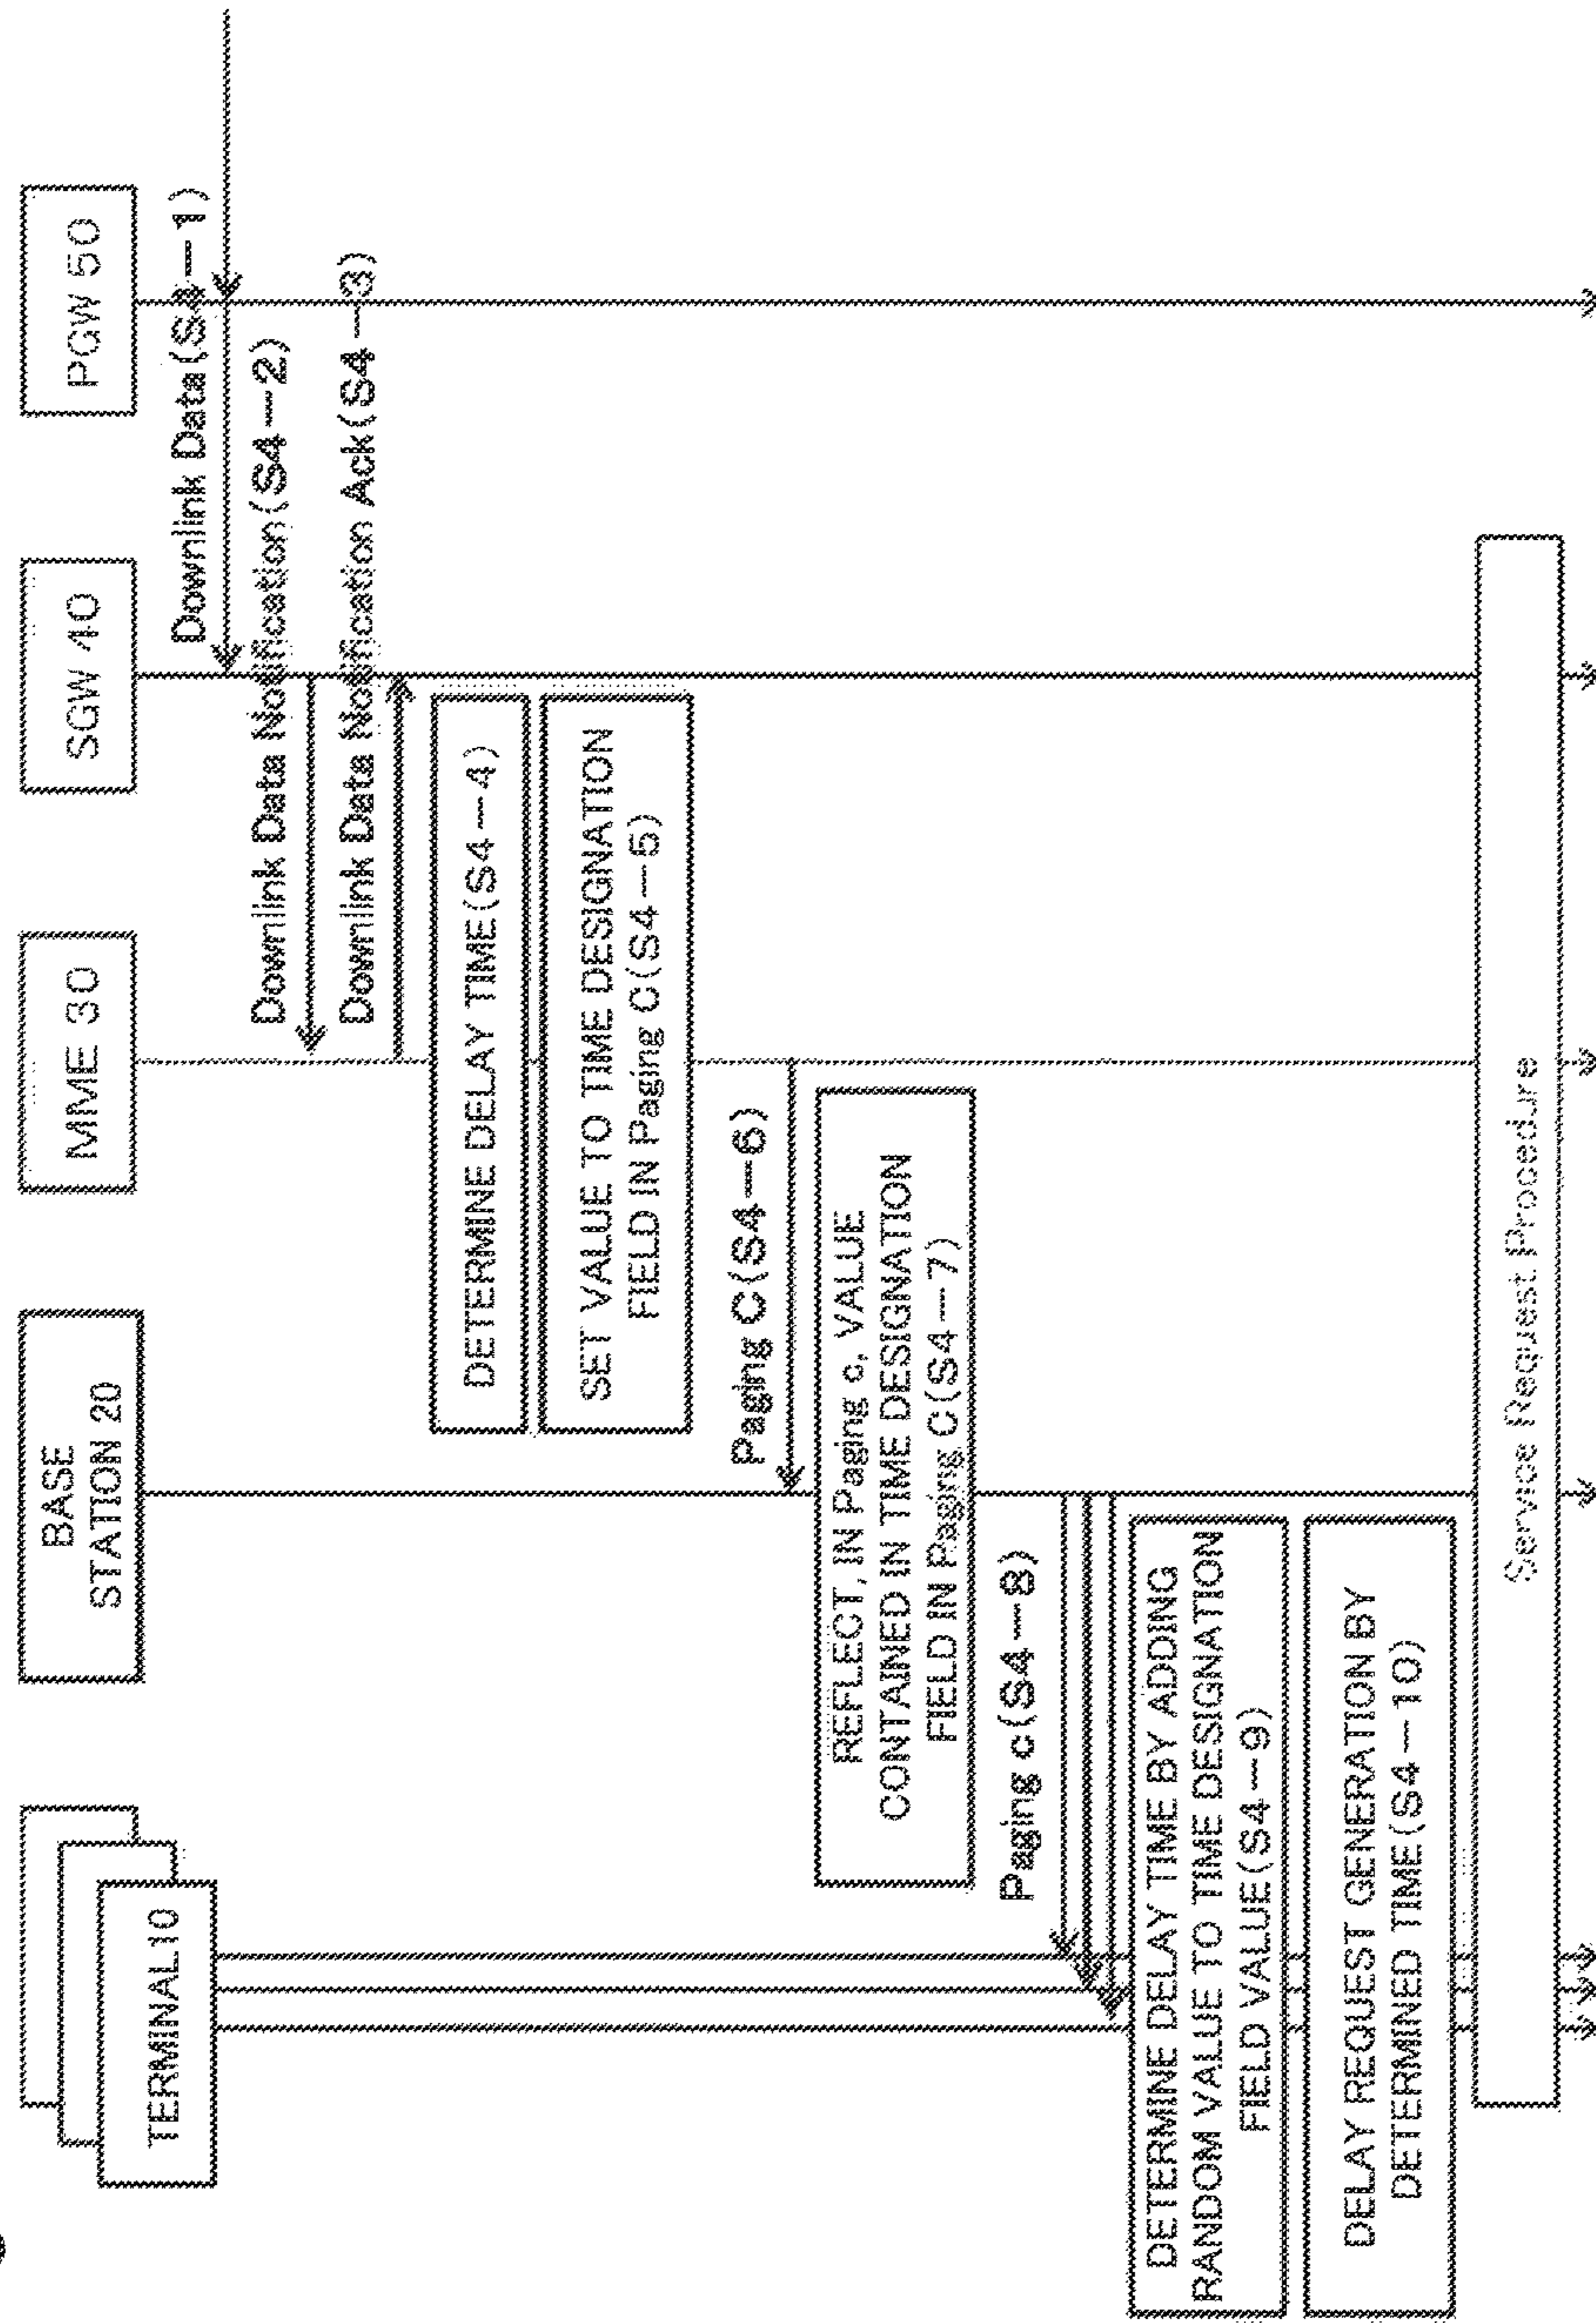 TERMINAL10
BASE
STATION 20
MME 30
SGW 40
PGW 50
Downlink Data(S4—1)
Downlink Data Notification(S4—2)
Downlink Data Notification Ack(S4—3)
DETERMINE DELAY TIME(S4—4)
SET VALUE TO TIME DESIGNATION
FIELD IN Paging C(S4—5)
Paging C(S4—6)
REFLECT, IN Paging c, VALUE
CONTAINED IN TIME DESIGNATION
FIELD IN Paging C(S4—7)
Paging c(S4—8)
DETERMINE DELAY TIME BY ADDING
RANDOM VALUE TO TIME DESIGNATION
FIELD VALUE(S4—9)
DELAY REQUEST GENERATION BY
DETERMINED TIME(S4—10)
Service Request Procedure